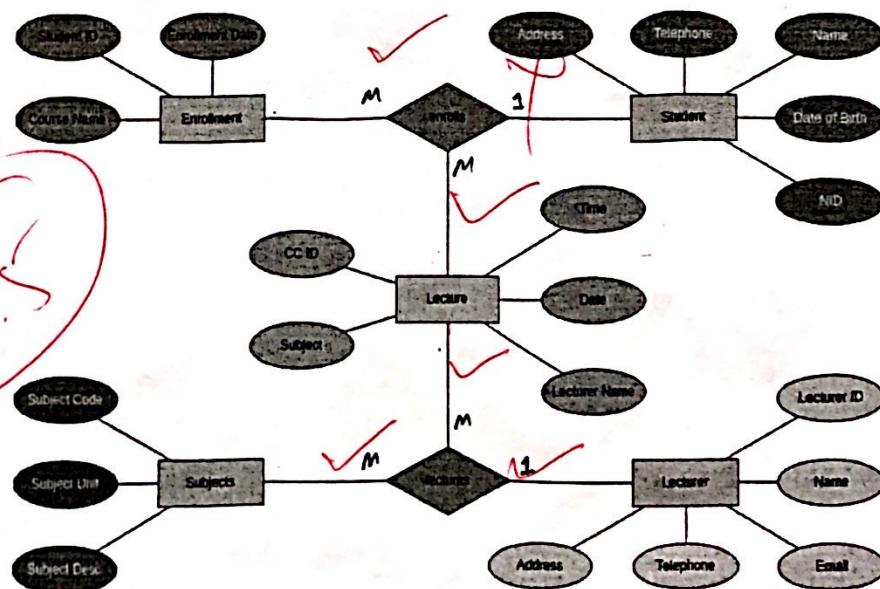 Student ID
Enrollment Date
Address
Telephone
Name
M
1
Course Name
Enrollment
enrolls
Student
Date of Birth
M
NID
Time
CC ID
Lecture
Date
Subject
Lecturer Name
Subject Code
Lecturer ID
M
M
1
Subject Unit
Subjects
lectures
Lecturer
Name
Subject Desc
Address
Telephone
Email